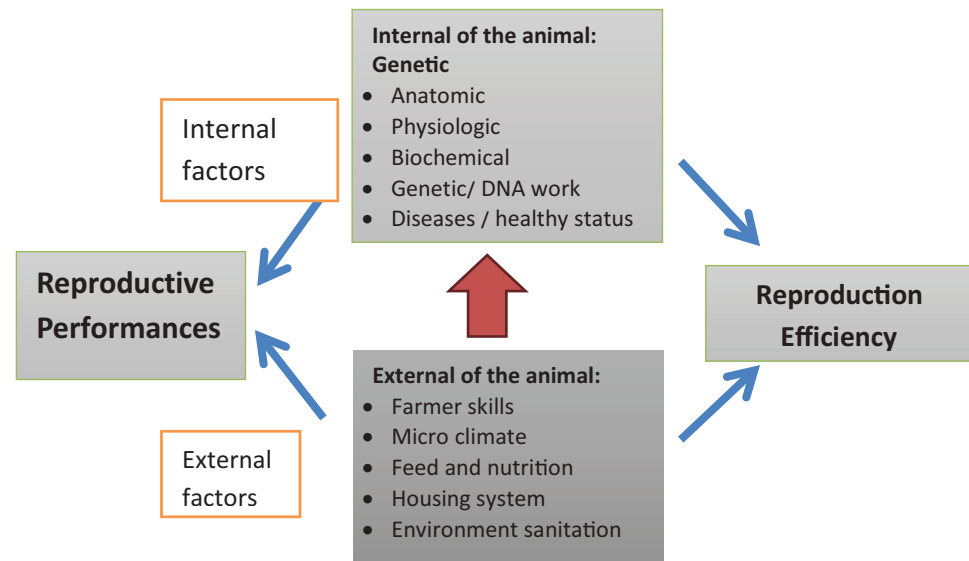 Internal of the animal:
Genetic
• Anatomic
• Physiologic
• Biochemical
• Genetic/ DNA work
• Diseases / healthy status
Internal
factors
Reproductive
Performances
Reproduction
Efficiency
External of the animal:
• Farmer skills
• Micro climate
• Feed and nutrition
• Housing system
• Environment sanitation
External
factors